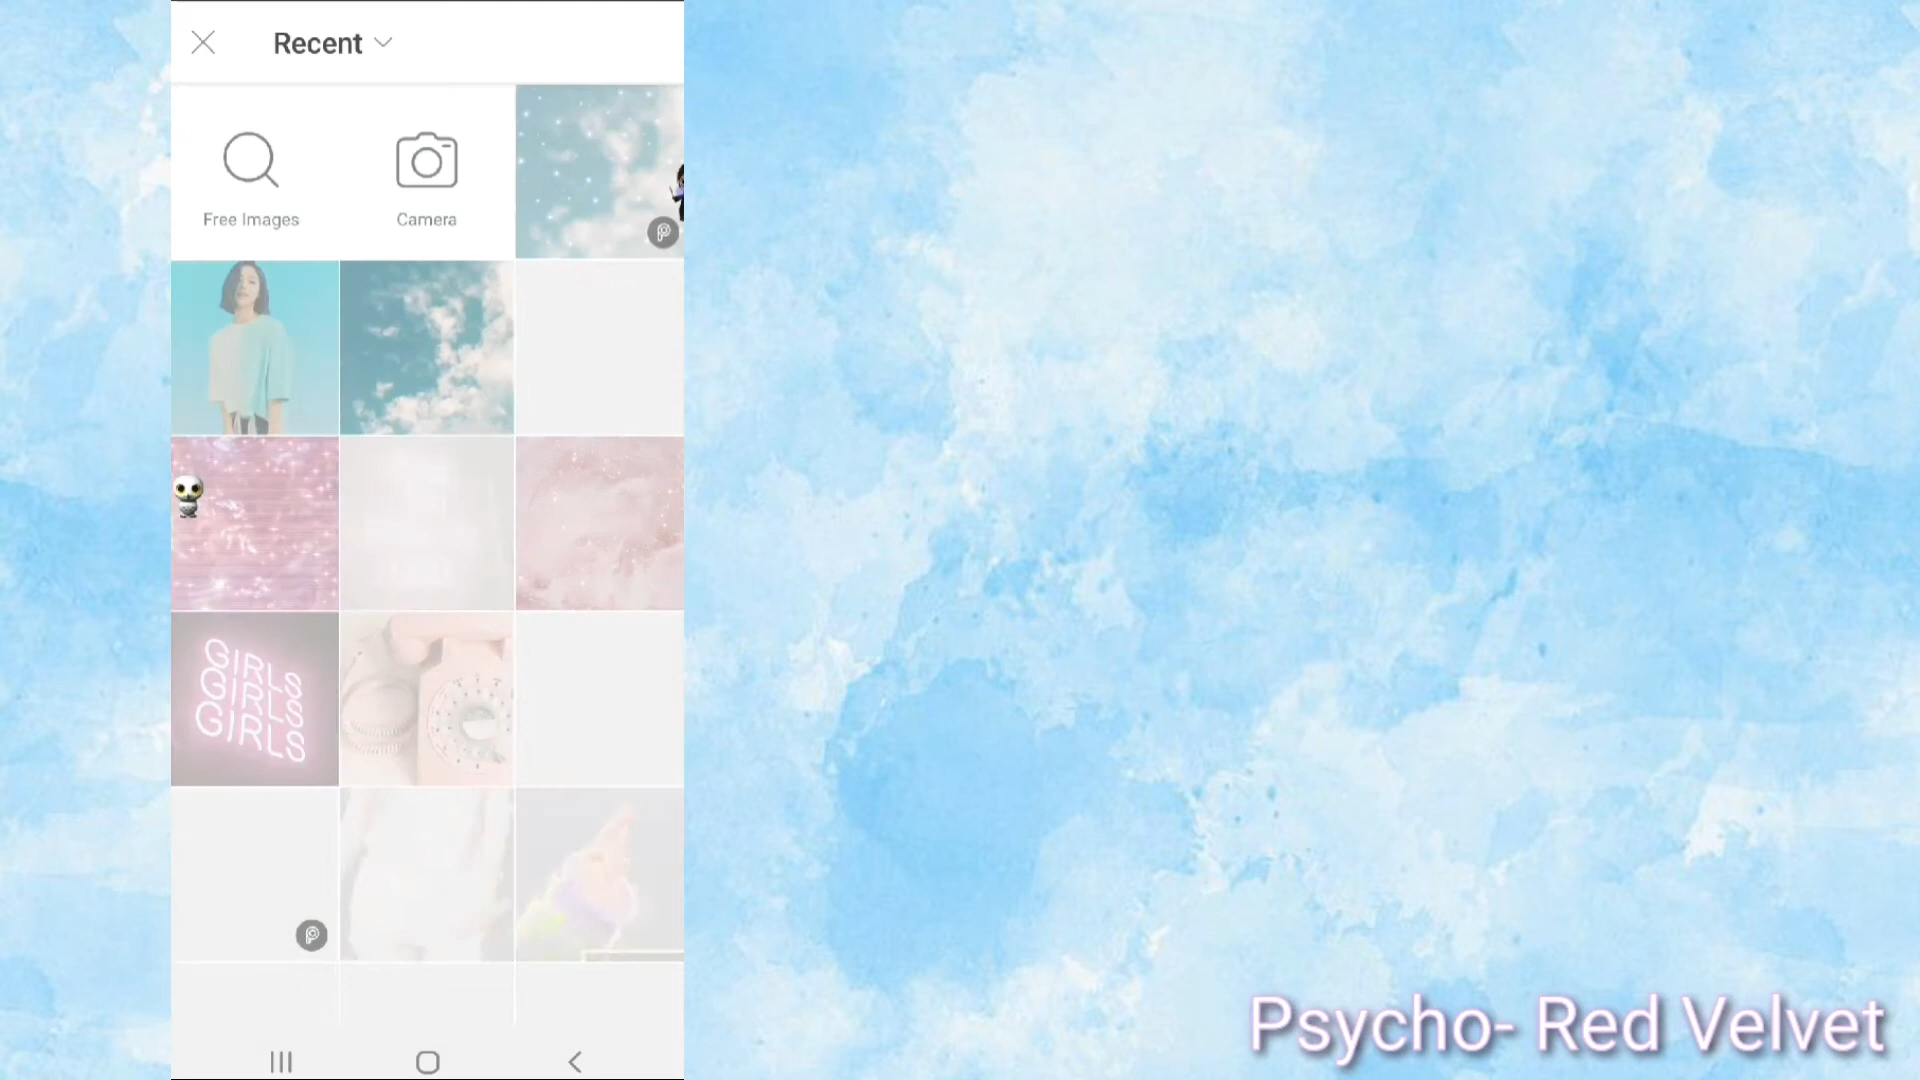 Recent
Free Images
Camera
GIRLS
GIRLS
GIRLS
Psycho- Red Velvet